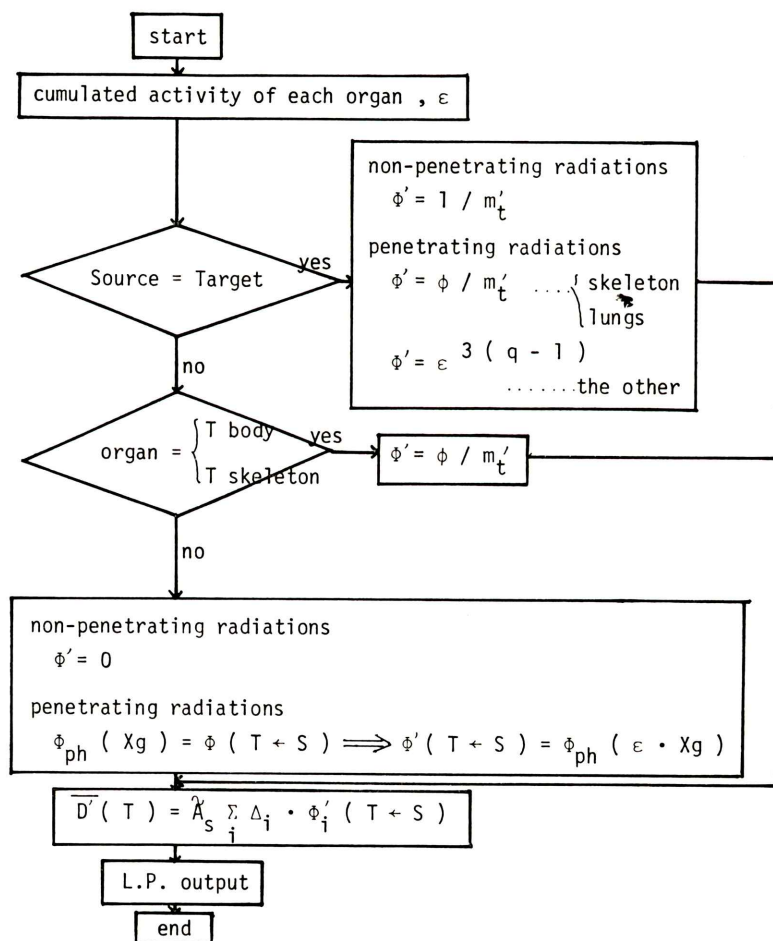 start
cumulated activity of each organ , ε
non-penetrating radiations
Φ′= 1 / m′t
penetrating radiations
Φ′= ϕ / m′t ....{ skeleton
lungs
Φ′= ε 3 ( q - 1 )
.......the other
Source = Target
yes
no
organ = { T body
T skeleton
yes
Φ′= ϕ / m′t
no
non-penetrating radiations
Φ′= 0
penetrating radiations
Φph ( Xg ) = Φ ( T ← S ) ⟹ Φ′( T ← S ) = Φph ( ε · Xg )
D̅′( T ) = Ãs Σi Δi · Φ′i ( T ← S )
L.P. output
end